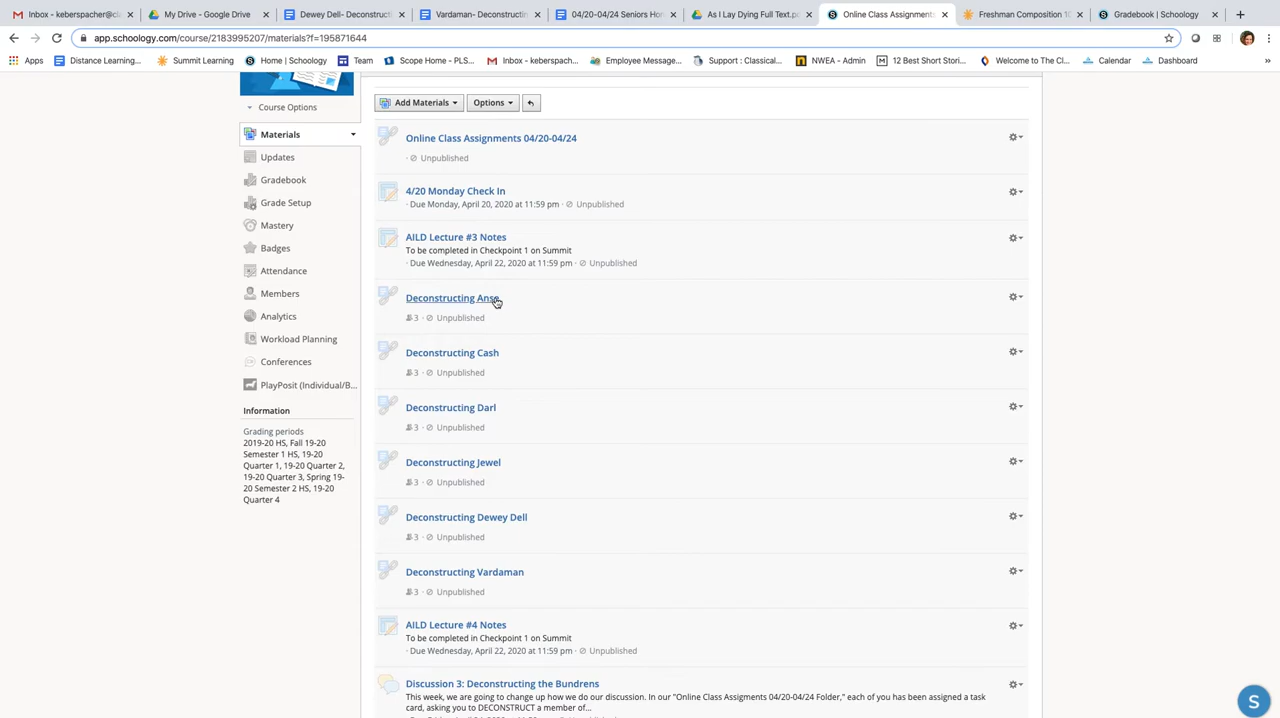 Inbox - keberspach@cla
My Drive - Google Drive
Dewey Dell- Deconstruct
Vardaman- Deconstructin
04/20-04/24 Seniors Hon
As I Lay Dying Full Text.p
Online Class Assignments
Freshman Composition 10
Gradebook | Schoology
app.schoology.com/course/2183995207/materials?f=195871644
Apps
Distance Learning...
Summit Learning
Home | Schoology
Team
Scope Home - PLS...
Inbox - keberspac...
Employee Message...
Support : Classical...
NWEA - Admin
12 Best Short Stori...
Welcome to The Cl...
Calendar
Dashboard
Course Options
Materials
Updates
Gradebook
Grade Setup
Mastery
Badges
Attendance
Members
Analytics
Workload Planning
Conferences
PlayPosit (Individual/B...
Information
Grading periods
2019-20 HS, Fall 19-20
Semester 1 HS, 19-20
Quarter 1, 19-20 Quarter 2,
19-20 Quarter 3, Spring 19-
20 Semester 2 HS, 19-20
Quarter 4
Add Materials
Options
Online Class Assignments 04/20-04/24
· Unpublished
4/20 Monday Check In
· Due Monday, April 20, 2020 at 11:59 pm · Unpublished
AILD Lecture #3 Notes
To be completed in Checkpoint 1 on Summit
· Due Wednesday, April 22, 2020 at 11:59 pm · Unpublished
Deconstructing Anse
3 · Unpublished
Deconstructing Cash
3 · Unpublished
Deconstructing Darl
3 · Unpublished
Deconstructing Jewel
3 · Unpublished
Deconstructing Dewey Dell
3 · Unpublished
Deconstructing Vardaman
3 · Unpublished
AILD Lecture #4 Notes
To be completed in Checkpoint 1 on Summit
· Due Wednesday, April 22, 2020 at 11:59 pm · Unpublished
Discussion 3: Deconstructing the Bundrens
This week, we are going to change up how we do our discussion. In our "Online Class Assigments 04/20-04/24 Folder," each of you has been assigned a task
card, asking you to DECONSTRUCT a member of...
S